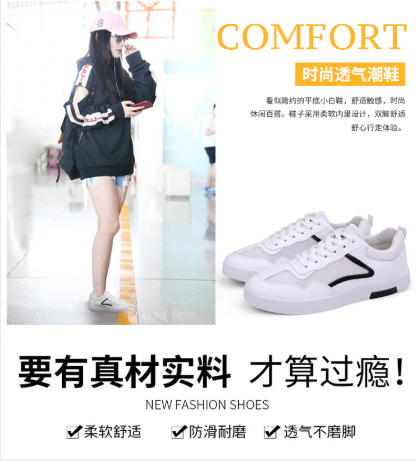 COMFORT
时尚透气潮鞋
看似简约的平底小白鞋，舒适触感，时尚
休闲百搭。鞋子采用柔软内里设计，双脚舒适
舒心行走体验。
要有真材实料 才算过瘾！
NEW FASHION SHOES
柔软舒适 防滑耐磨 透气不磨脚